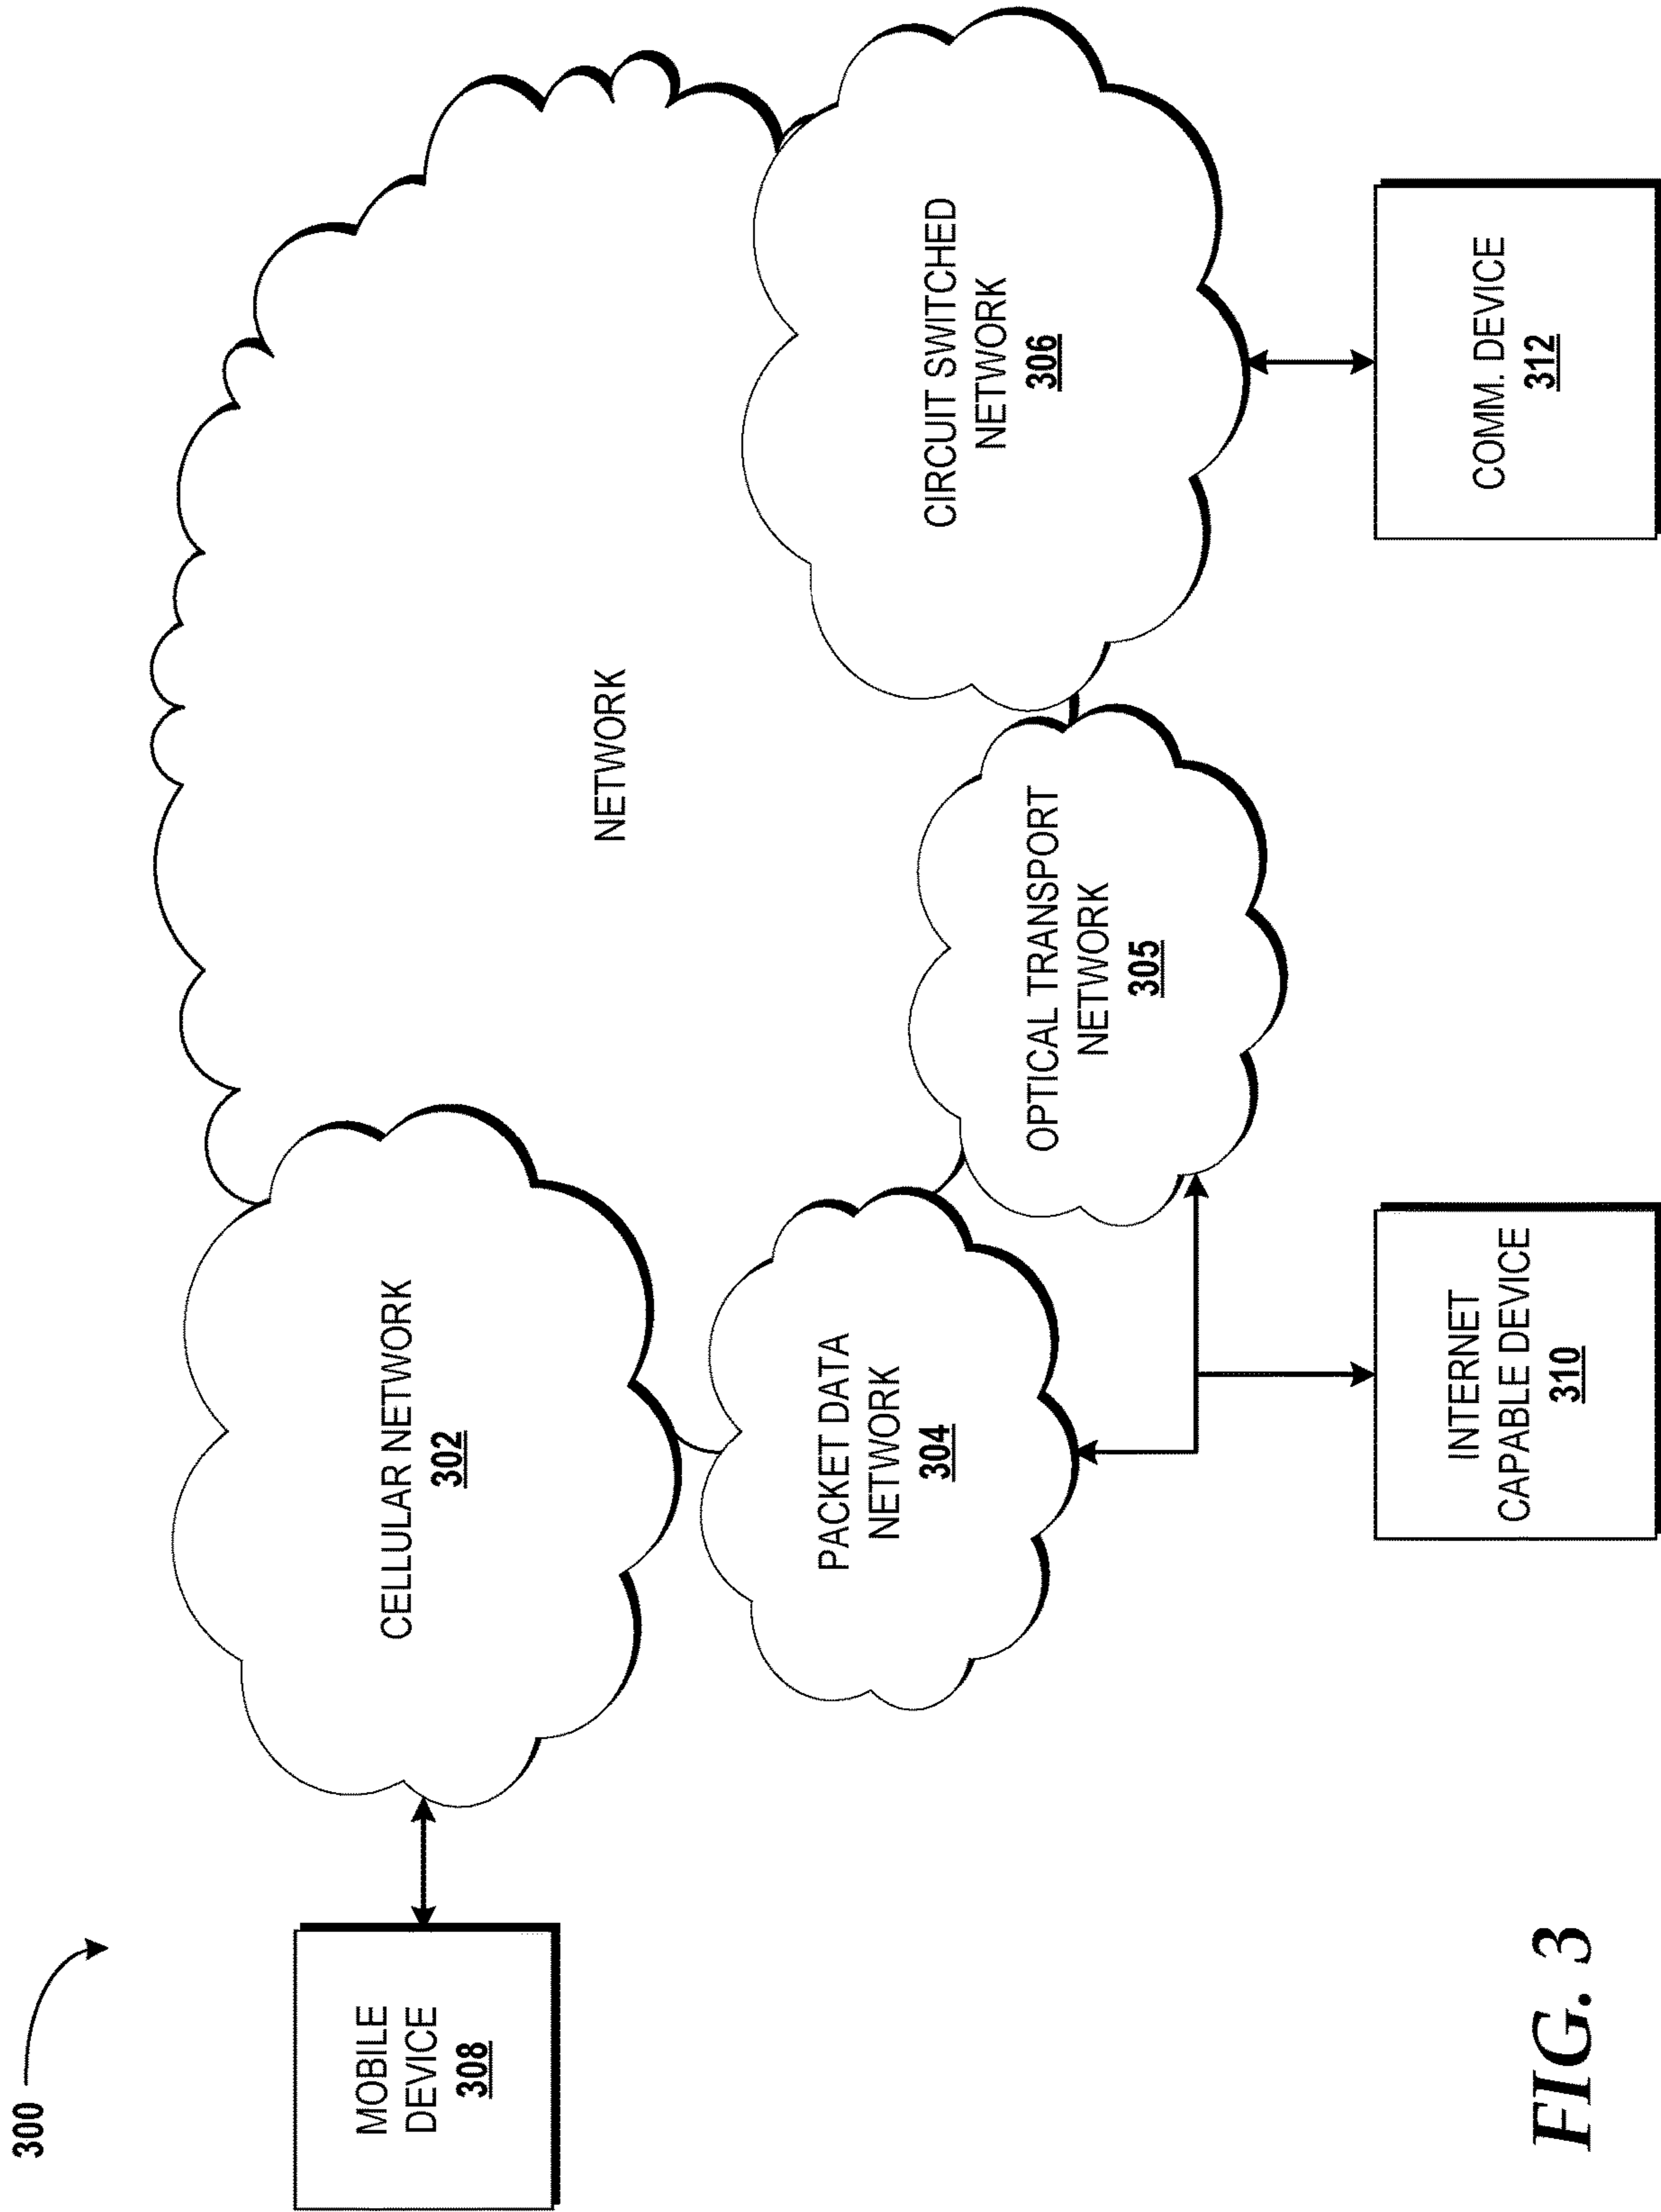 300
NETWORK
CELLULAR NETWORK
302
MOBILE
DEVICE
308
PACKET DATA
NETWORK
304
OPTICAL TRANSPORT
NETWORK
305
CIRCUIT SWITCHED
NETWORK
306
INTERNET
CAPABLE DEVICE
310
COMM. DEVICE
312
FIG. 3